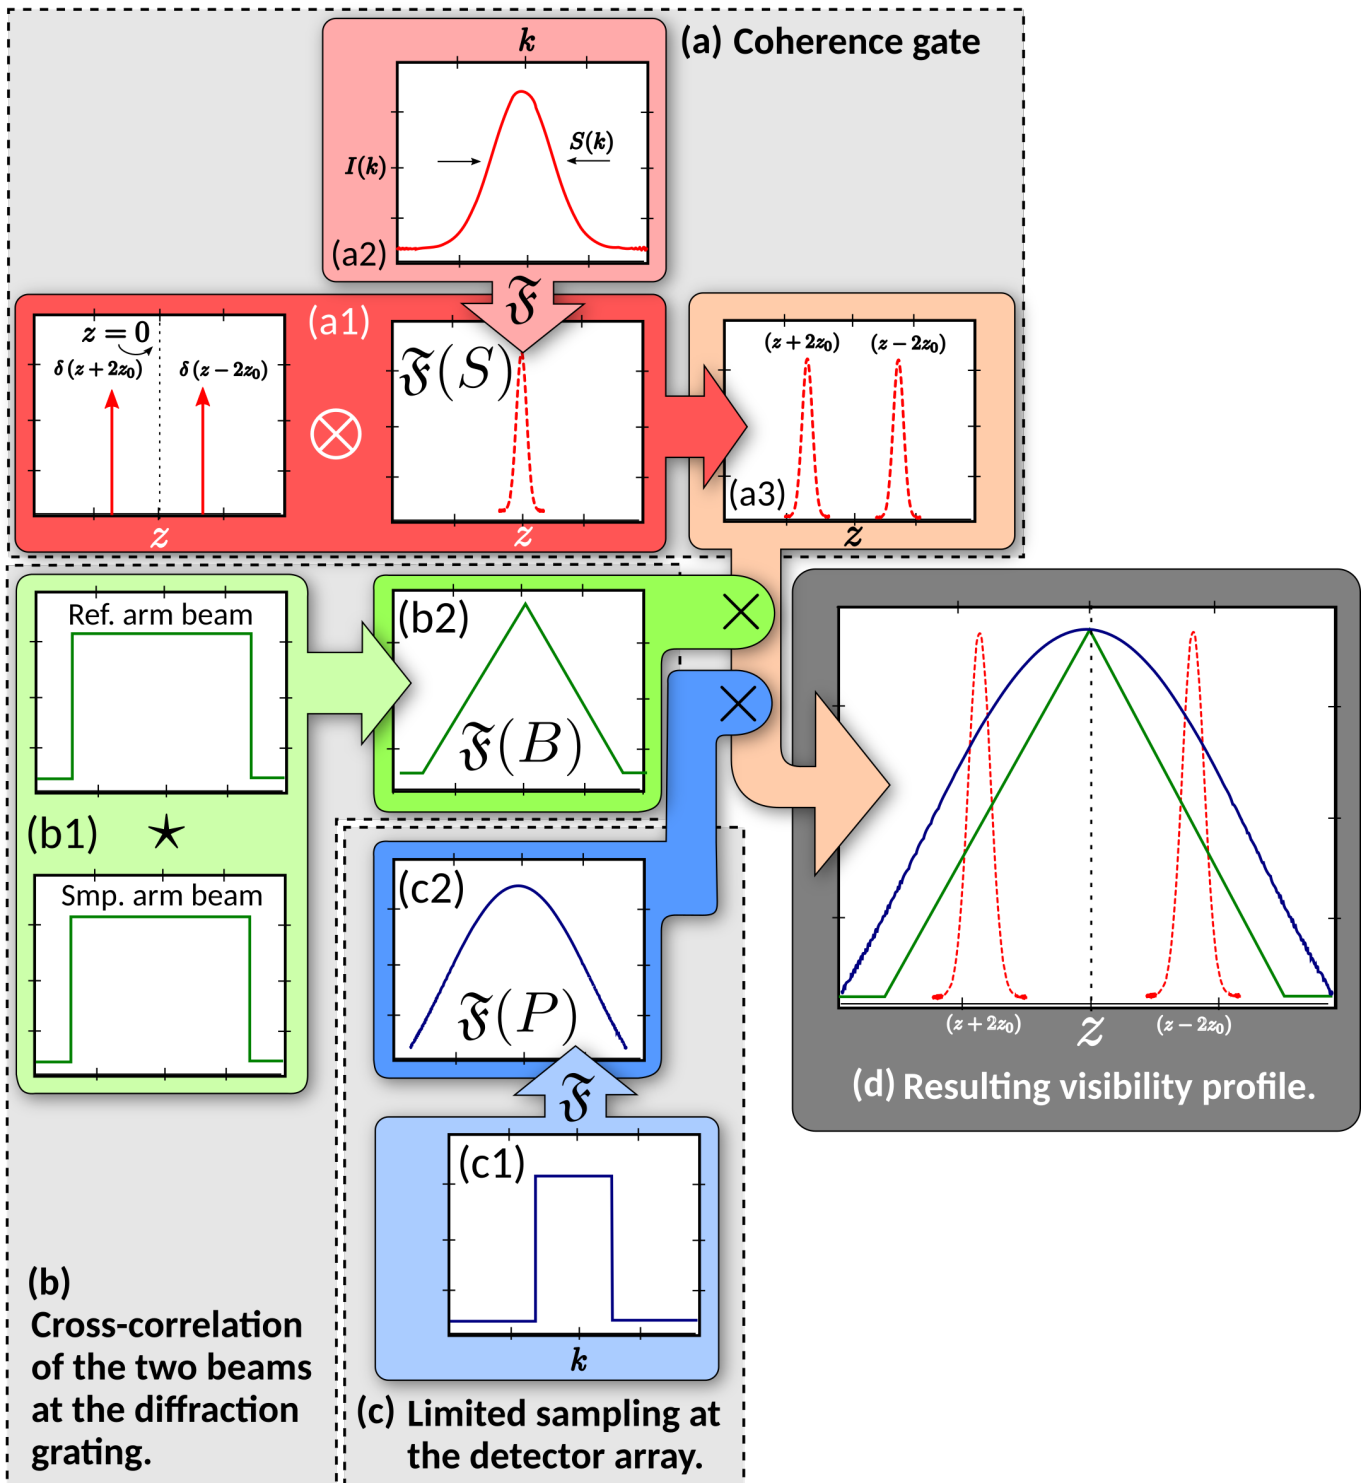 (a) Coherence gate
k
I(k)
S(k)
(a2)
𝔉
(a1)
z = 0
δ(z + 2z₀)
δ(z − 2z₀)
⊗
𝔉(S)
z
z
(z + 2z₀)
(z − 2z₀)
(a3)
z
Ref. arm beam
(b1)
★
Smp. arm beam
(b2)
𝔉(B)
×
×
(c2)
𝔉(P)
𝔉
(c1)
k
(z + 2z₀)
z
(z − 2z₀)
(d) Resulting visibility profile.
(b)
Cross-correlation
of the two beams
at the diffraction
grating.
(c) Limited sampling at
the detector array.